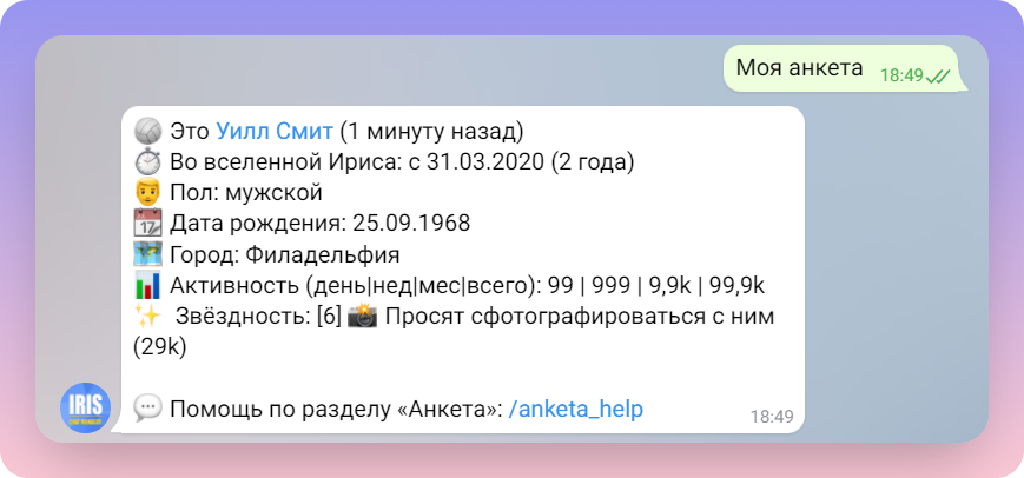 Моя анкета 18:49
Это Уилл Смит (1 минуту назад)
Во вселенной Ириса: с 31.03.2020 (2 года)
Пол: мужской
Дата рождения: 25.09.1968
Город: Филадельфия
Активность (день|нед|мес|всего): 99 | 999 | 9,9k | 99,9k
Звёздность: [6] 📸 Просят сфотографироваться с ним
(29k)
IRIS
Помощь по разделу «Анкета»: /anketa_help
18:49